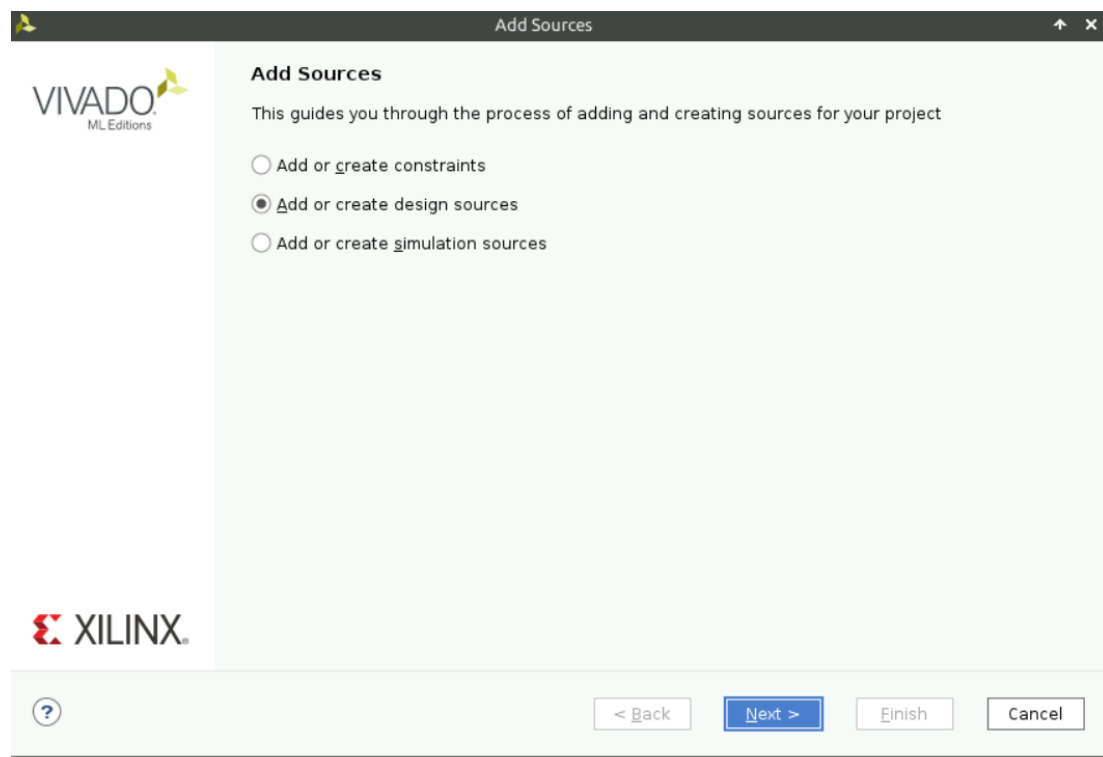 Add Sources
VIVADO
ML Editions
Add Sources
This guides you through the process of adding and creating sources for your project
Add or create constraints
Add or create design sources
Add or create simulation sources
XILINX
?
< Back
Next >
Finish
Cancel